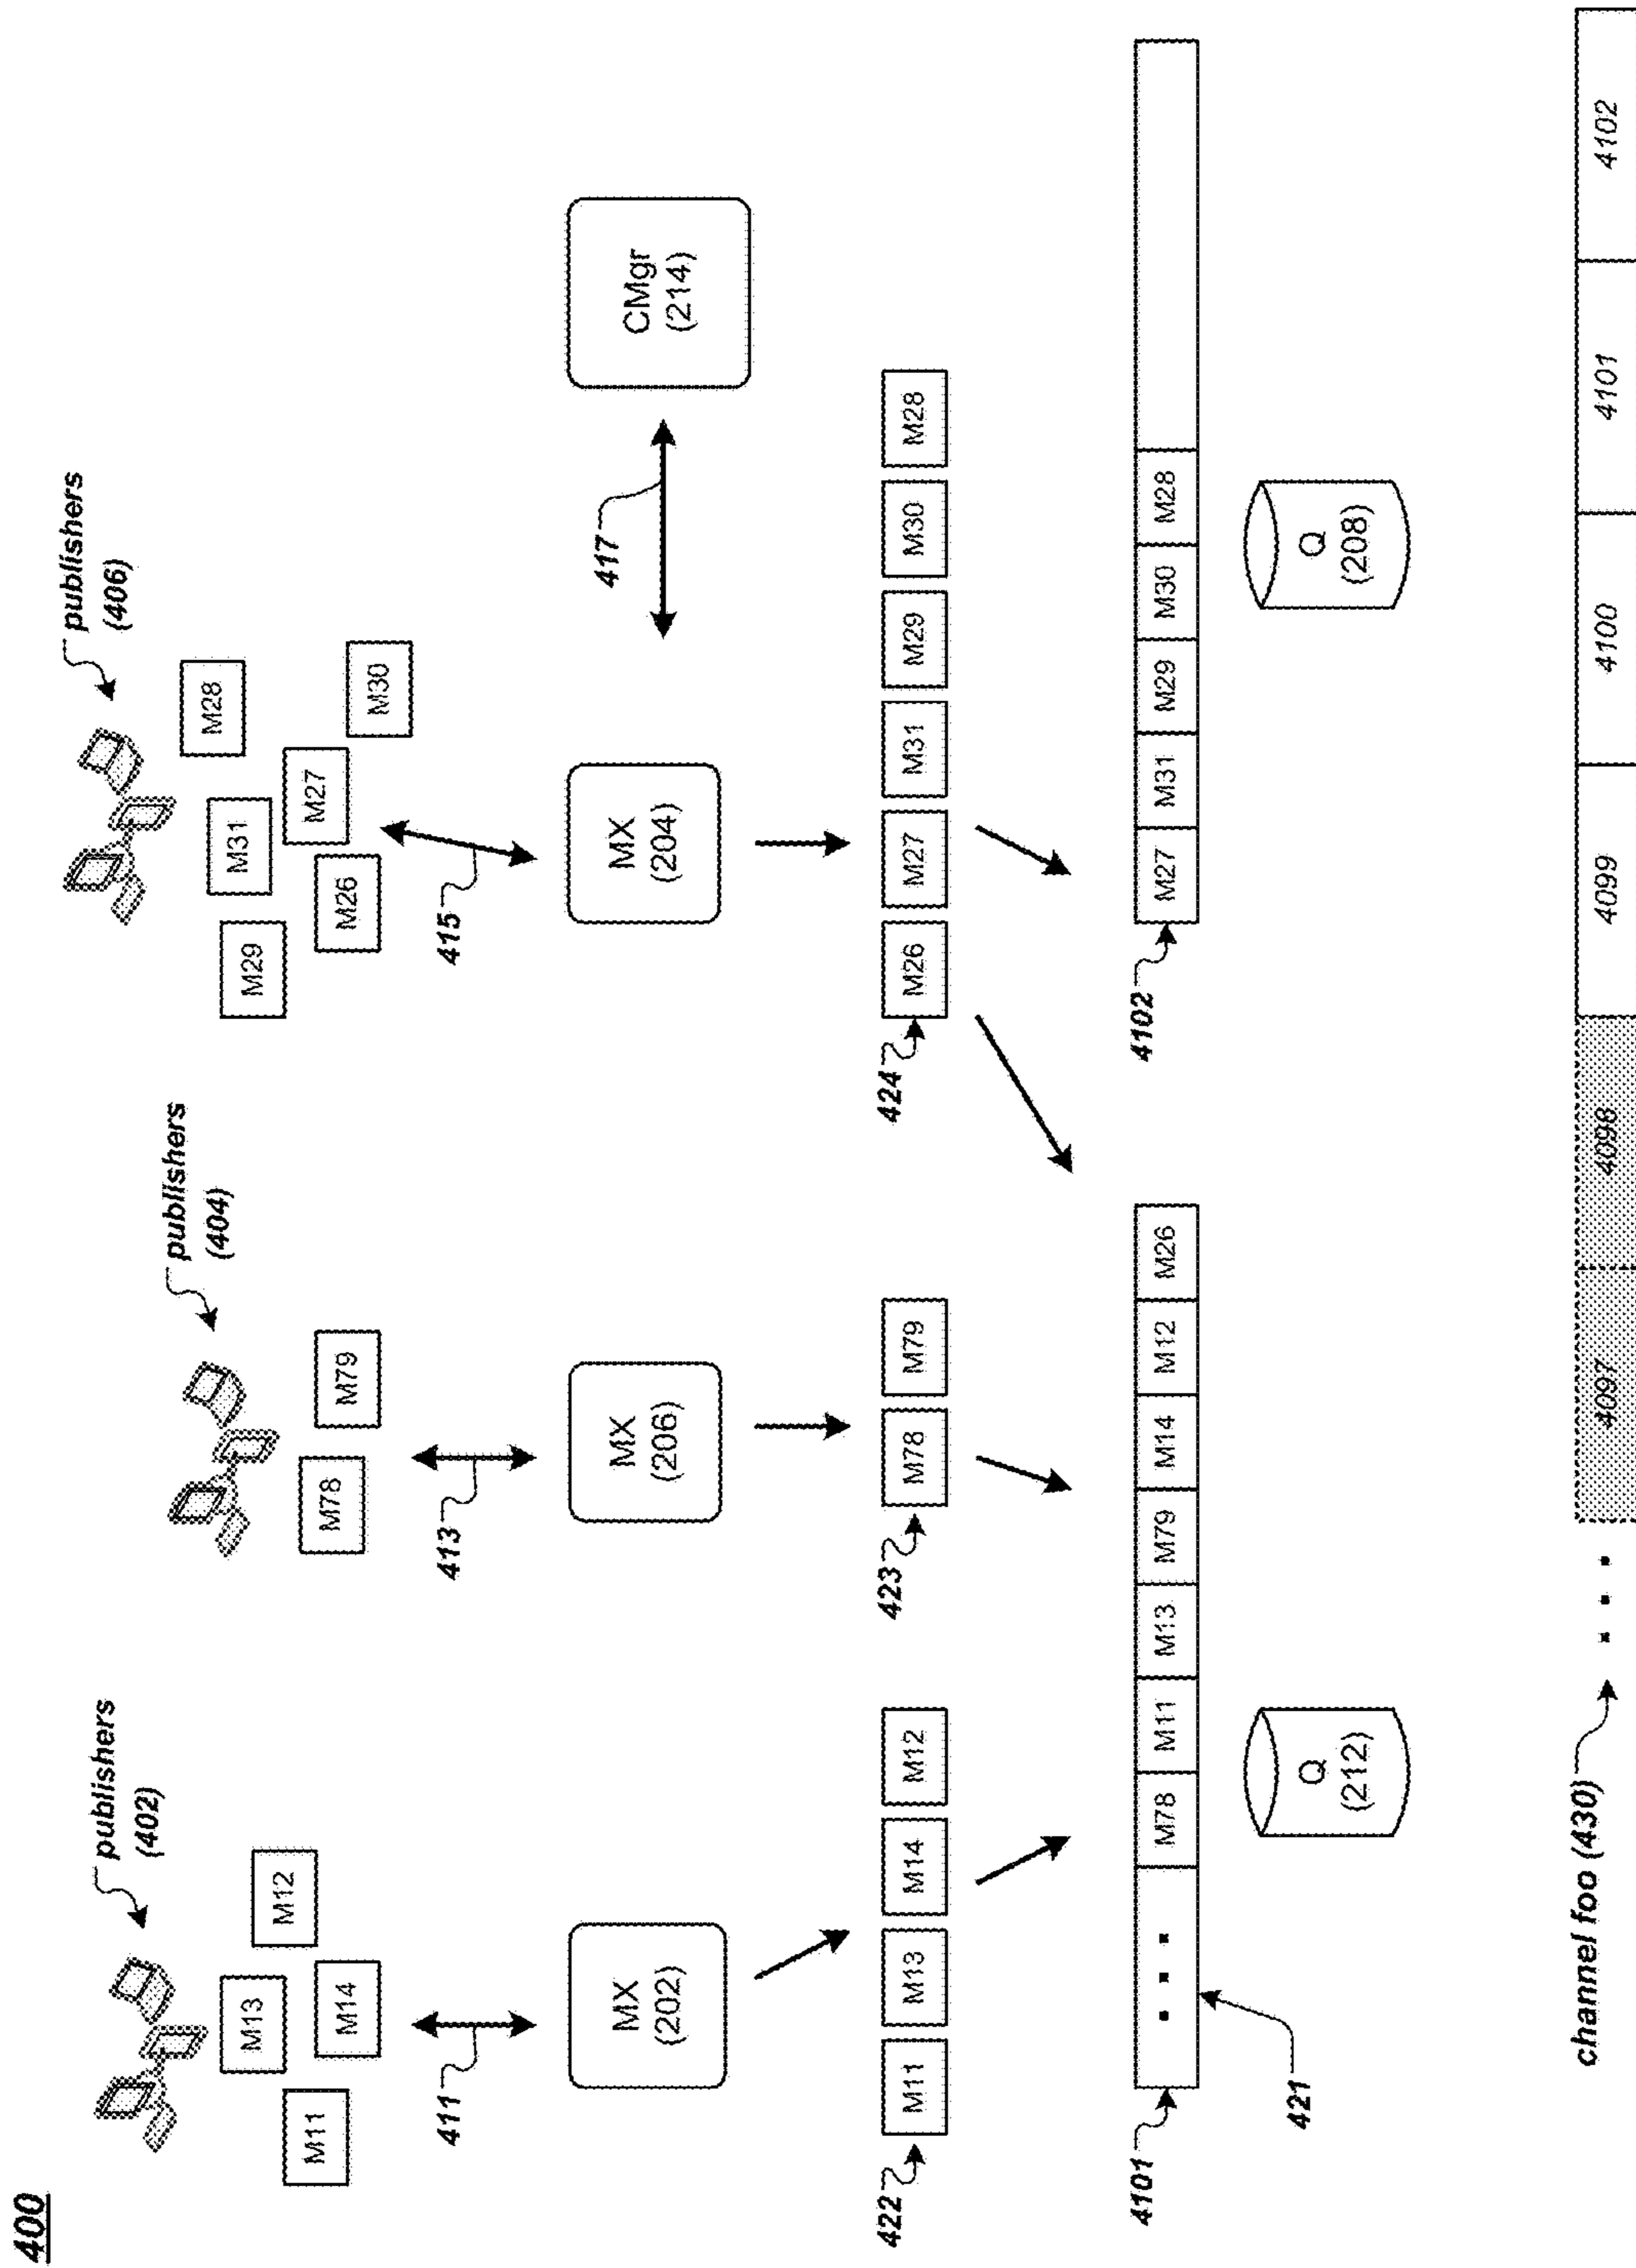 400
publishers
(402)
publishers
(404)
publishers
(406)
M11
M13
M14
M12
M78
M79
M29
M26
M31
M27
M28
M30
411
413
415
417
MX
(202)
MX
(206)
MX
(204)
CMgr
(214)
422
M11
M13
M14
M12
423
M78
M79
424
M26
M27
M31
M29
M30
M28
4101
M78
M11
M13
M79
M14
M12
M26
4102
M27
M31
M29
M30
M28
421
Q
(212)
Q
(208)
channel foo (430)
4097
4098
4099
4100
4101
4102